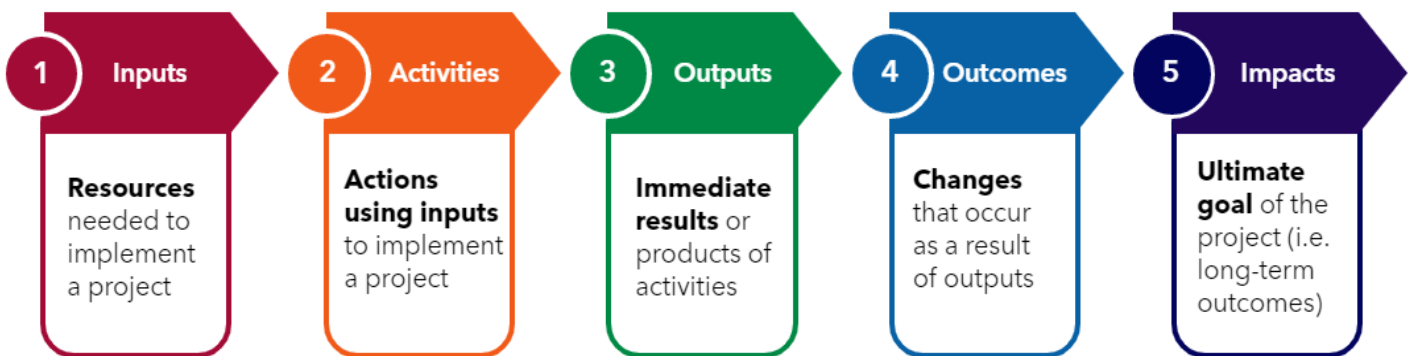 1 Inputs
Resources
needed to
implement
a project
2 Activities
Actions
using inputs
to implement
a project
3 Outputs
Immediate
results or
products of
activities
4 Outcomes
Changes
that occur
as a result
of outputs
5 Impacts
Ultimate
goal of the
project (i.e.
long-term
outcomes)